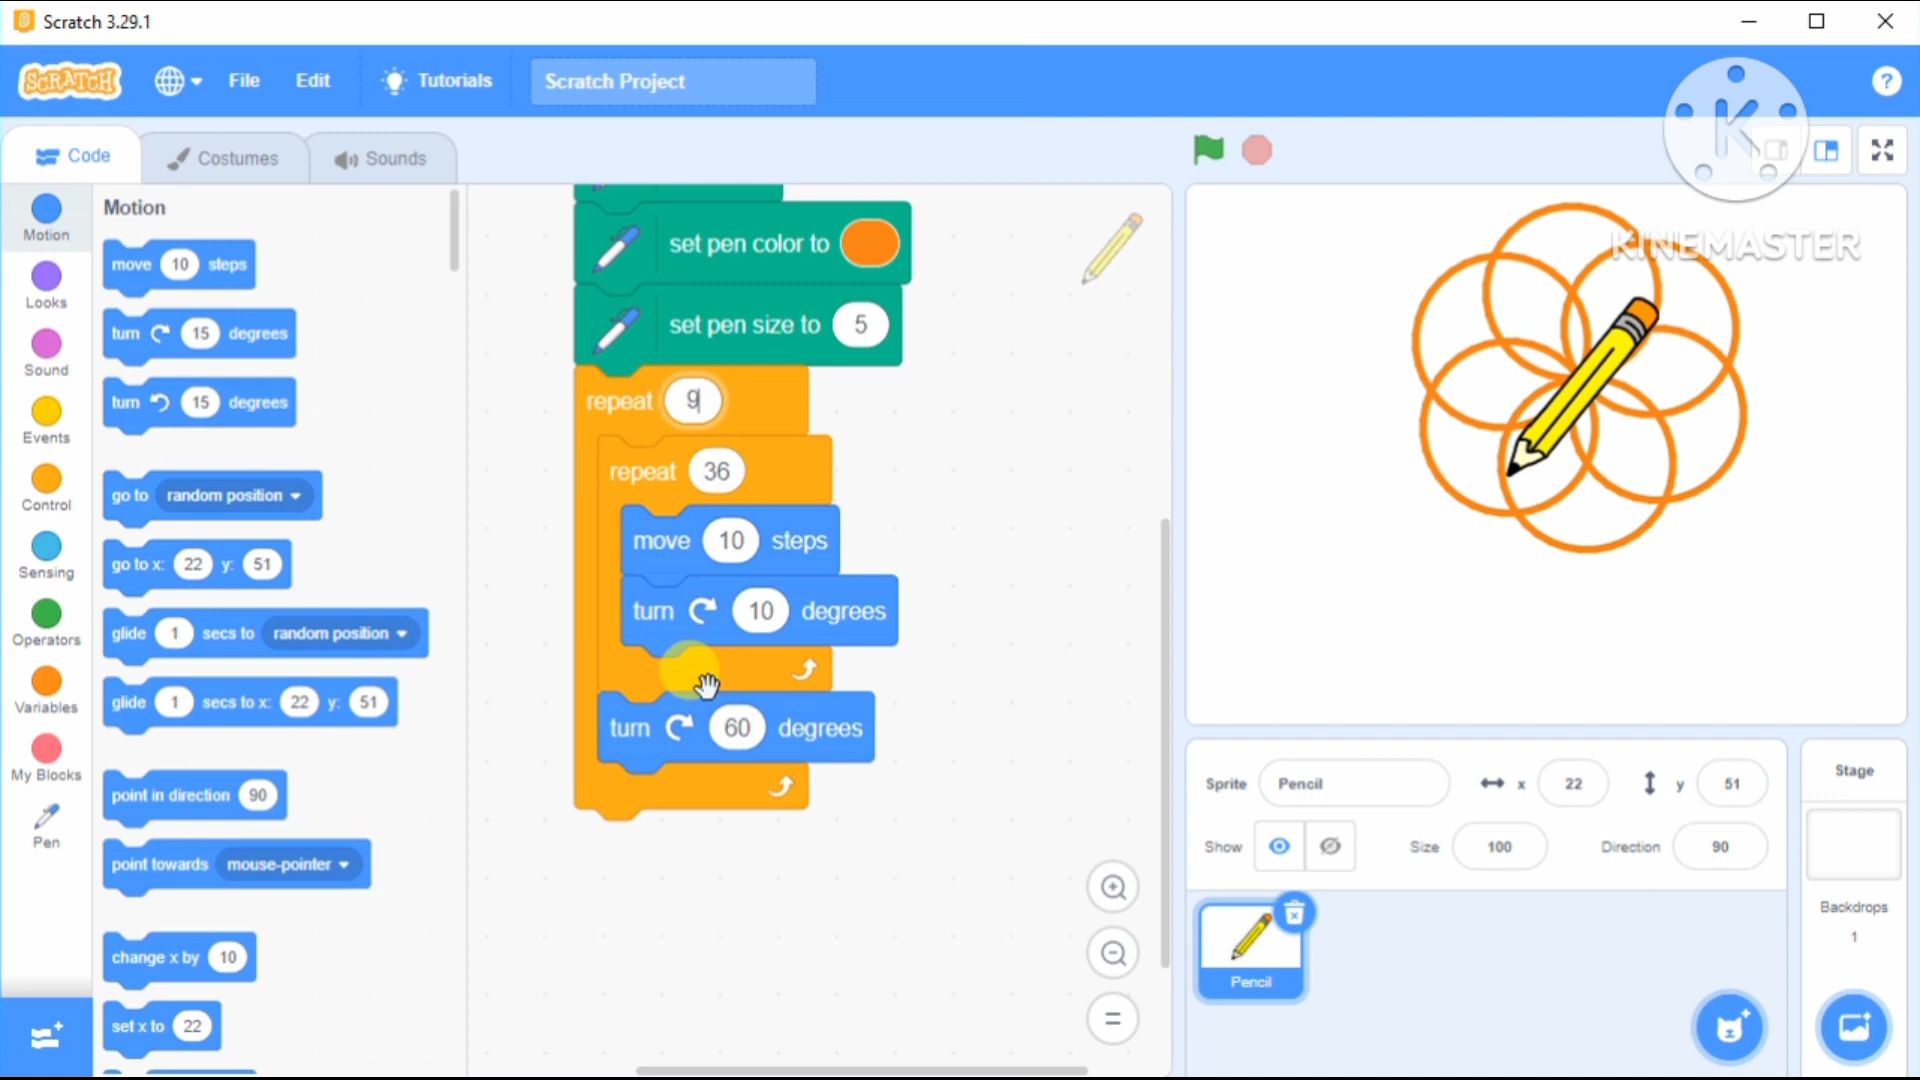 Scratch 3.29.1
SCRATCH
File
Edit
Tutorials
Scratch Project
?
Code
Costumes
Sounds
K
KINEMASTER
Motion
Looks
Sound
Events
Control
Sensing
Operators
Variables
My Blocks
Pen
Motion
move 10 steps
turn 15 degrees
turn 15 degrees
go to random position
go to x: 22 y: 51
glide 1 secs to random position
glide 1 secs to x: 22 y: 51
point in direction 90
point towards mouse-pointer
change x by 10
set x to 22
set pen color to
set pen size to 5
repeat 9
repeat 36
move 10 steps
turn 10 degrees
turn 60 degrees
Sprite Pencil x 22 y 51
Show Size 100 Direction 90
Pencil
Stage
Backdrops
1